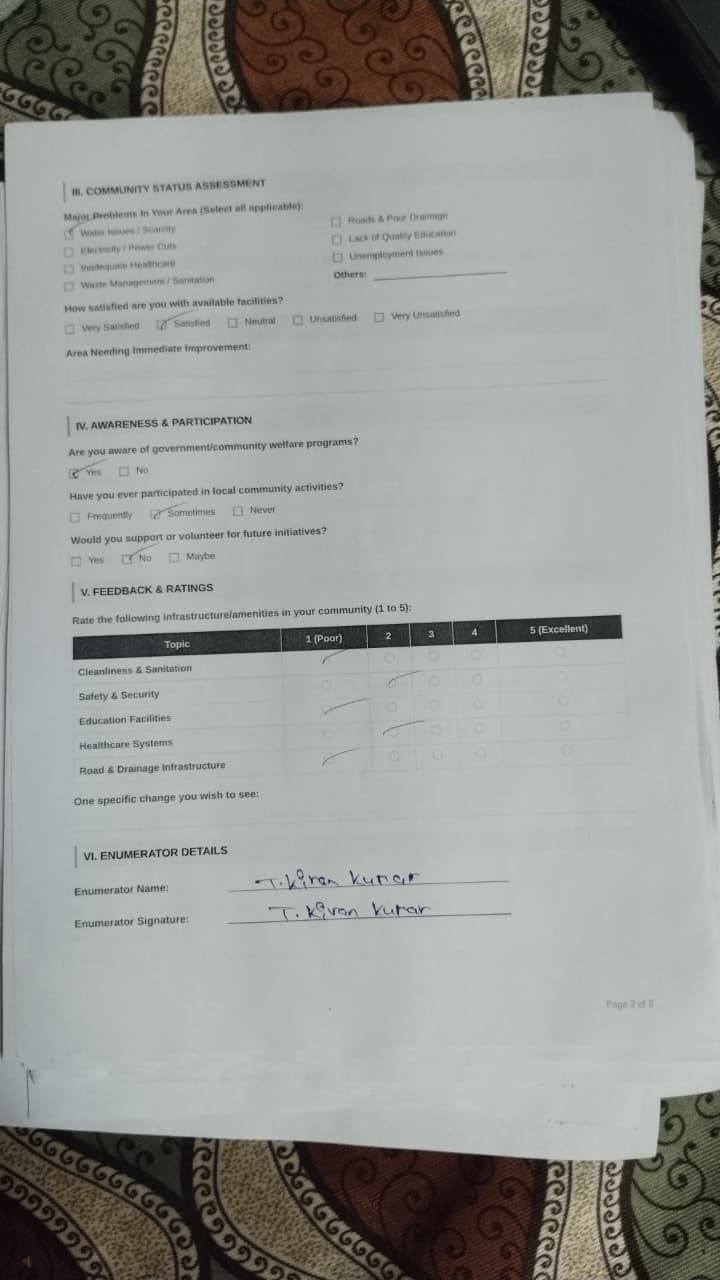 III. COMMUNITY STATUS ASSESSMENT
Major Problems In Your Area (Select all applicable):
☑ Water Issues / Scarcity ☐ Roads & Poor Drainage
☐ Electricity / Power Cuts ☐ Lack of Quality Education
☐ Inadequate Healthcare ☐ Unemployment Issues
☐ Waste Management / Sanitation Others:
How satisfied are you with available facilities?
☐ Very Satisfied ☑ Satisfied ☐ Neutral ☐ Unsatisfied ☐ Very Unsatisfied
Area Needing Immediate Improvement:
IV. AWARENESS & PARTICIPATION
Are you aware of government/community welfare programs?
☑ Yes ☐ No
Have you ever participated in local community activities?
☐ Frequently ☑ Sometimes ☐ Never
Would you support or volunteer for future initiatives?
☐ Yes ☑ No ☐ Maybe
V. FEEDBACK & RATINGS
Rate the following infrastructure/amenities in your community (1 to 5):
Topic 1 (Poor) 2 3 4 5 (Excellent)
Cleanliness & Sanitation
Safety & Security
Education Facilities
Healthcare Systems
Road & Drainage Infrastructure
One specific change you wish to see:
VI. ENUMERATOR DETAILS
Enumerator Name: T. Kiran Kumar
Enumerator Signature: T. Kiran Kumar
Page 2 of 2